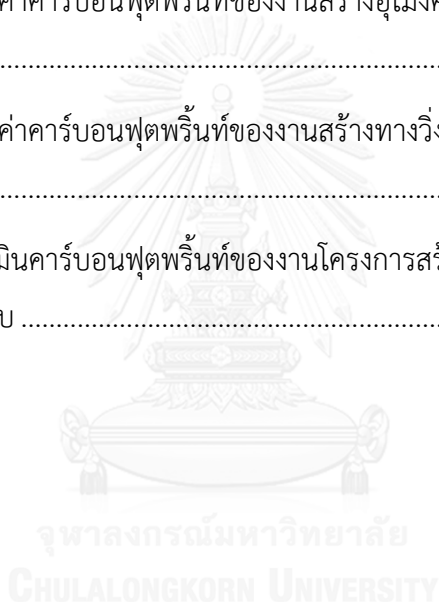 ค่าคาร์บอนฟุตพริ้นท์ของงานสร้างอุโมงค์
................................................................
ค่าคาร์บอนฟุตพริ้นท์ของงานสร้างทางวิ่ง
................................................................
มินคาร์บอนฟุตพริ้นท์ของงานโครงการสร้
บ ............................................................
จุฬาลงกรณ์มหาวิทยาลัย
CHULALONGKORN UNIVERSITY